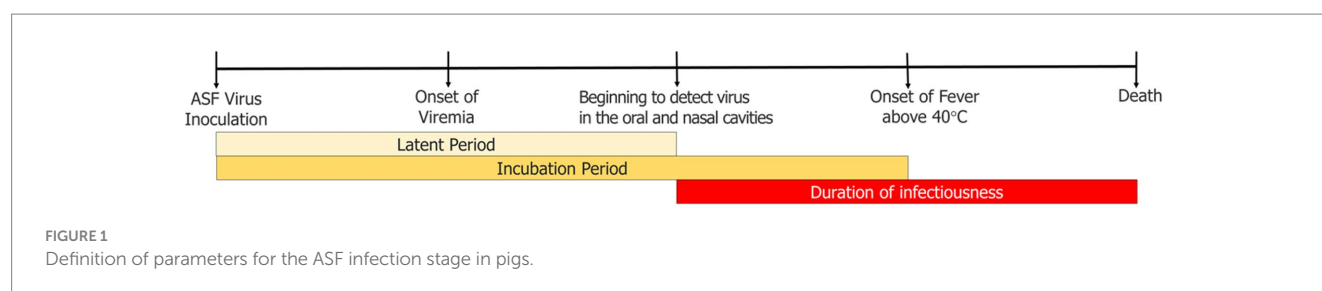 ASF Virus
Inoculation
Onset of
Viremia
Beginning to detect virus
in the oral and nasal cavities
Onset of Fever
above 40°C
Death
Latent Period
Incubation Period
Duration of infectiousness
FIGURE 1
Definition of parameters for the ASF infection stage in pigs.